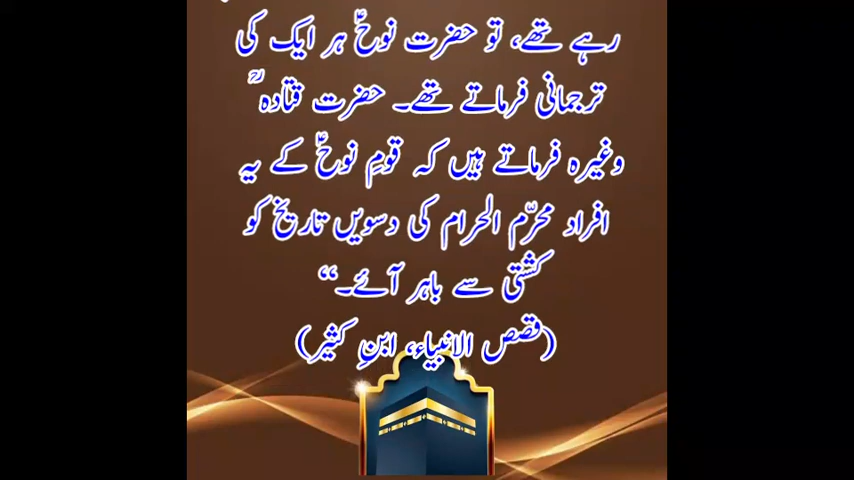 رہے تھے، تو حضرت نوحؑ ہر ایک کی
ترجمانی فرماتے تھے۔ حضرت قتادہؒ
وغیرہ فرماتے ہیں کہ قومِ نوحؑ کے یہ
افراد محرّم الحرام کی دسویں تاریخ کو
کشتی سے باہر آئے۔“
(قصص الانبیاء، ابنِ کثیر)